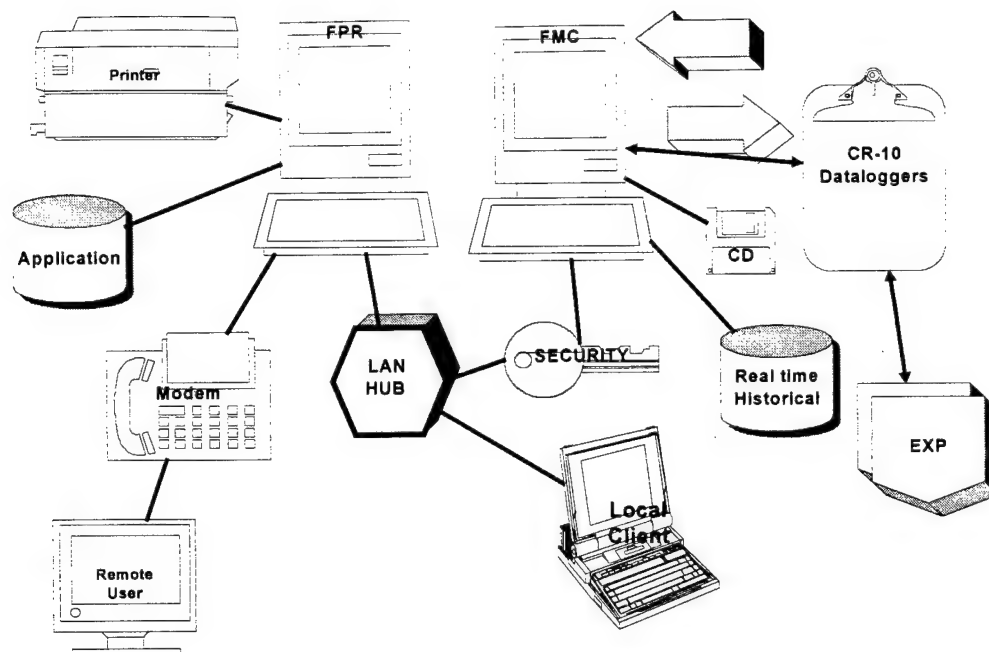 FPR
FMC
Printer
CR-10
Dataloggers
Application
CD
SECURITY
LAN
HUB
Real time
Historical
Modem
EXP
Local
Client
Remote
User